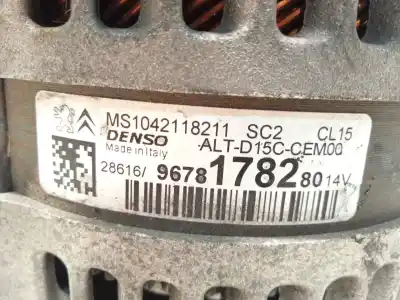 MS1042118211 SC2 CL15
DENSO ALT-D15C-CEM00
Made in Italy
28616/ 9678178280 14V